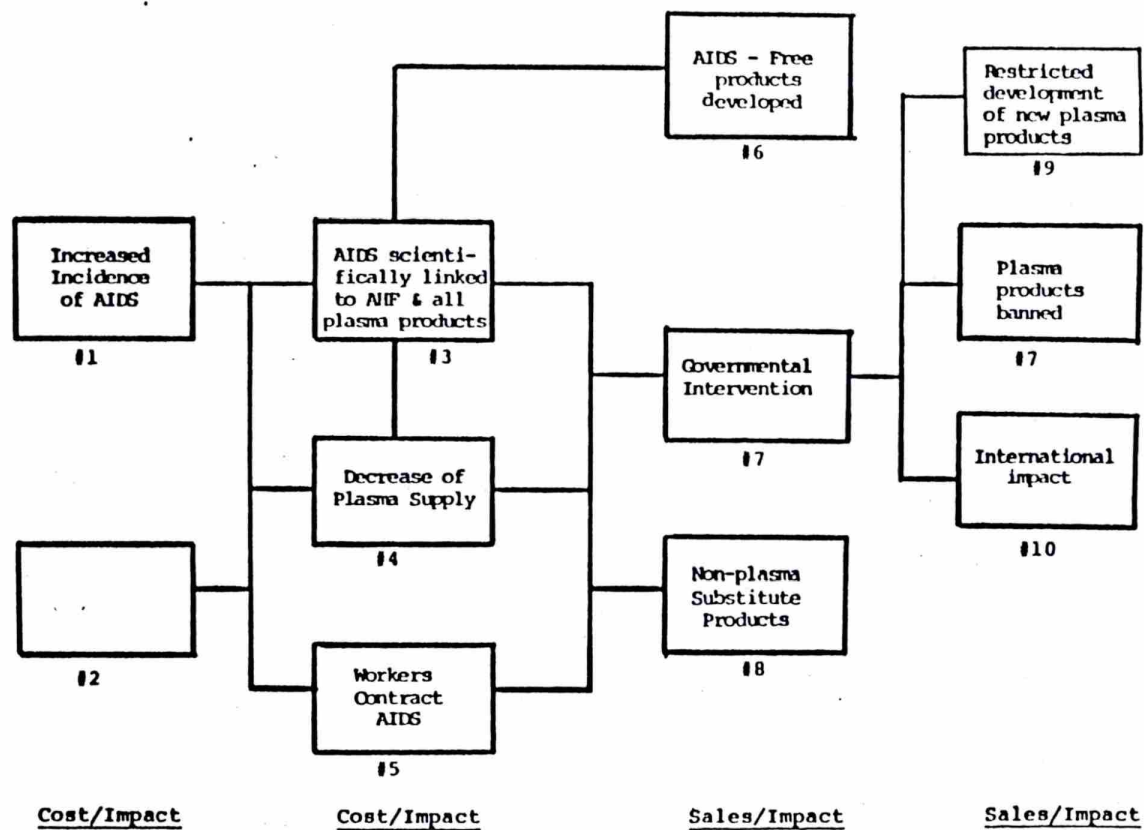 AIDS - Free
products
developed
#6
Restricted
development
of new plasma
products
#9
Increased
Incidence
of AIDS
#1
AIDS scienti-
fically linked
to AHF & all
plasma products
#3
Plasma
products
banned
#7
Governmental
Intervention
#7
Decrease of
Plasma Supply
#4
International
impact
#10
#2
Non-plasma
Substitute
Products
#8
Workers
Contract
AIDS
#5
Cost/Impact
Cost/Impact
Sales/Impact
Sales/Impact